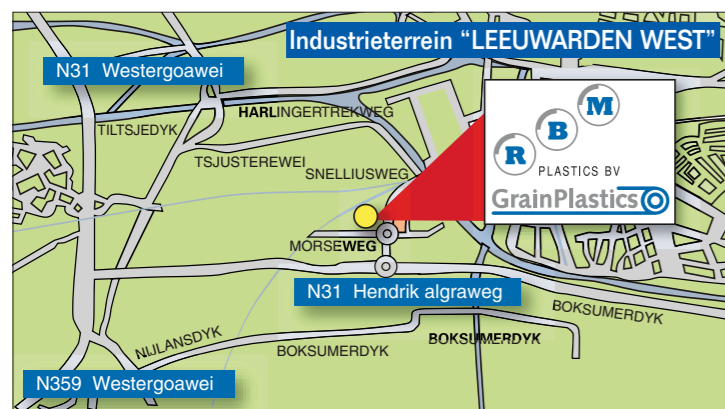 Industrieterrein “LEEUWARDEN WEST”
N31 Westergoawei
HARLINGERTREKWEG
TILTSJEDYK
TSJUSTEREWEI
SNELLIUSWEG
R B M
PLASTICS BV
GrainPlastics
MORSEWEG
N31 Hendrik algraweg
BOKSUMERDYK
NIJLANSDYK
BOKSUMERDYK
BOKSUMERDYK
N359 Westergoawei